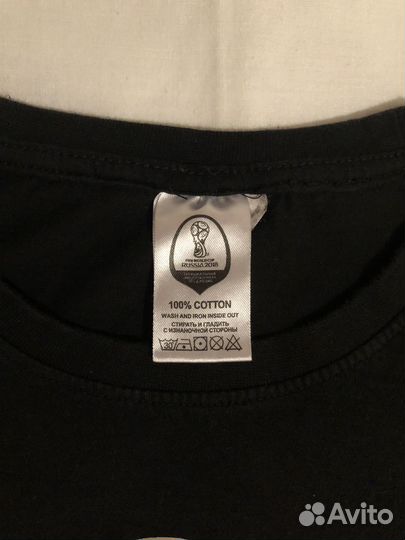 FIFA WORLD CUP
RUSSIA 2018
100% COTTON
WASH AND IRON INSIDE OUT
СТИРАТЬ И ГЛАДИТЬ
С ИЗНАНОЧНОЙ СТОРОНЫ
30
Avito